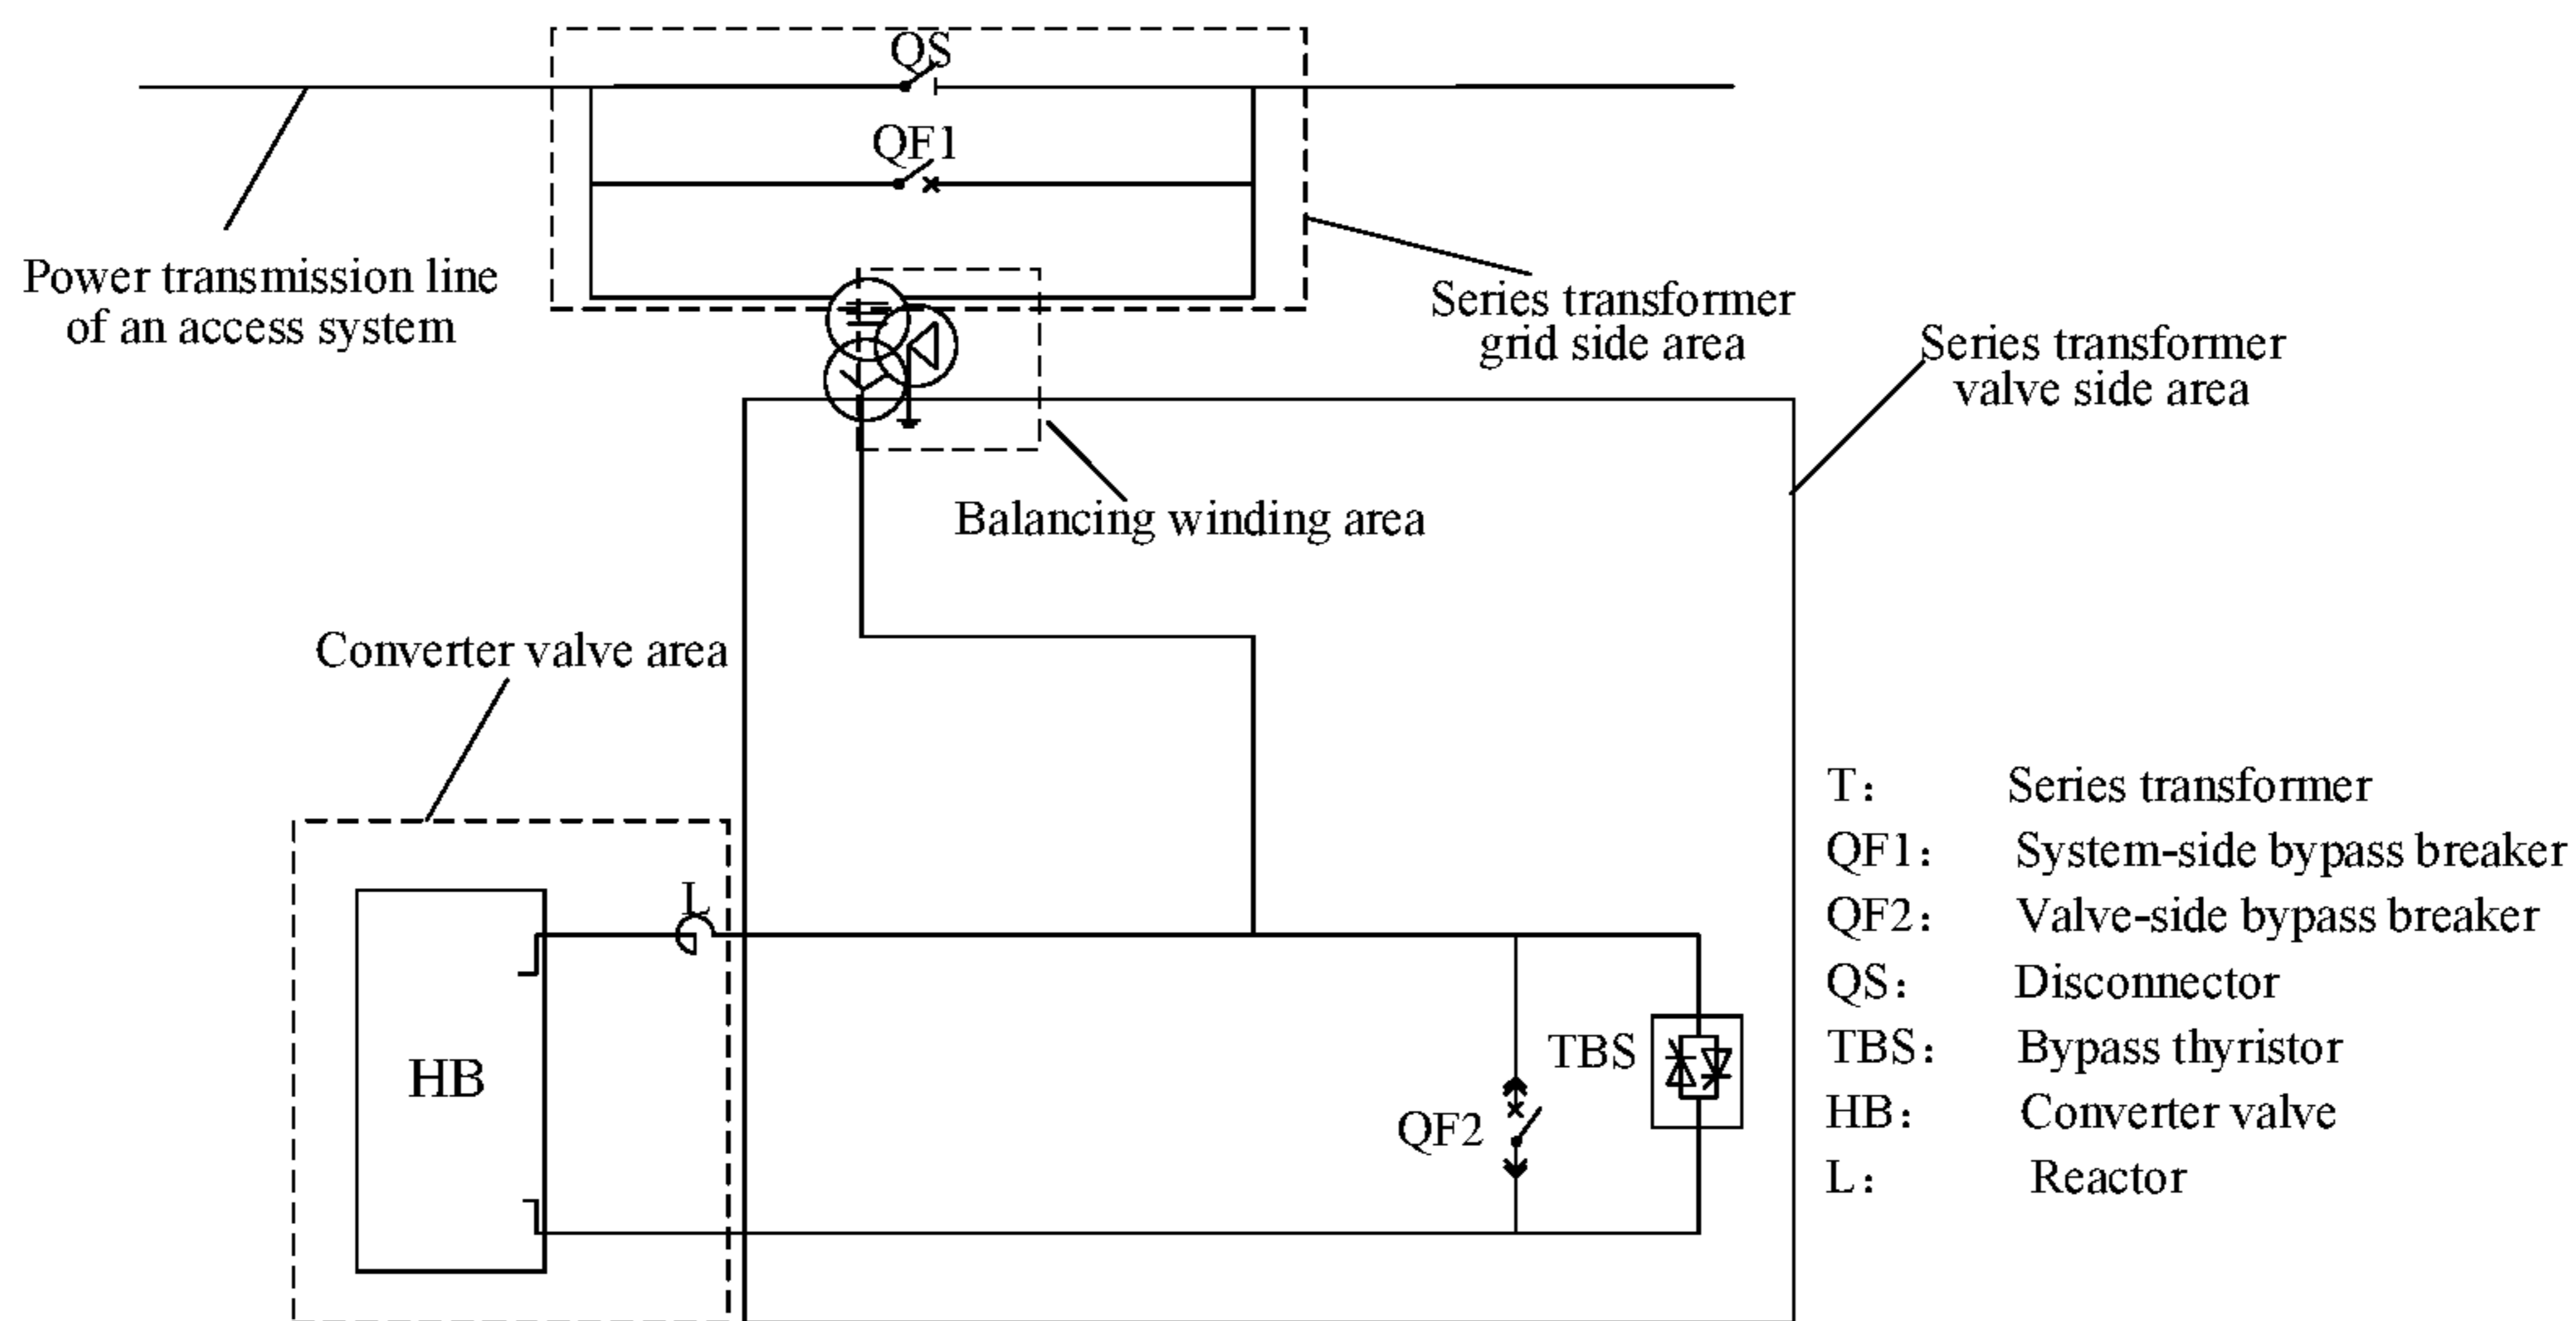 QS
QF1
Power transmission line
of an access system
Series transformer
grid side area
Series transformer
valve side area
Balancing winding area
Converter valve area
L
HB
TBS
QF2
T： Series transformer
QF1： System-side bypass breaker
QF2： Valve-side bypass breaker
QS： Disconnector
TBS： Bypass thyristor
HB： Converter valve
L： Reactor